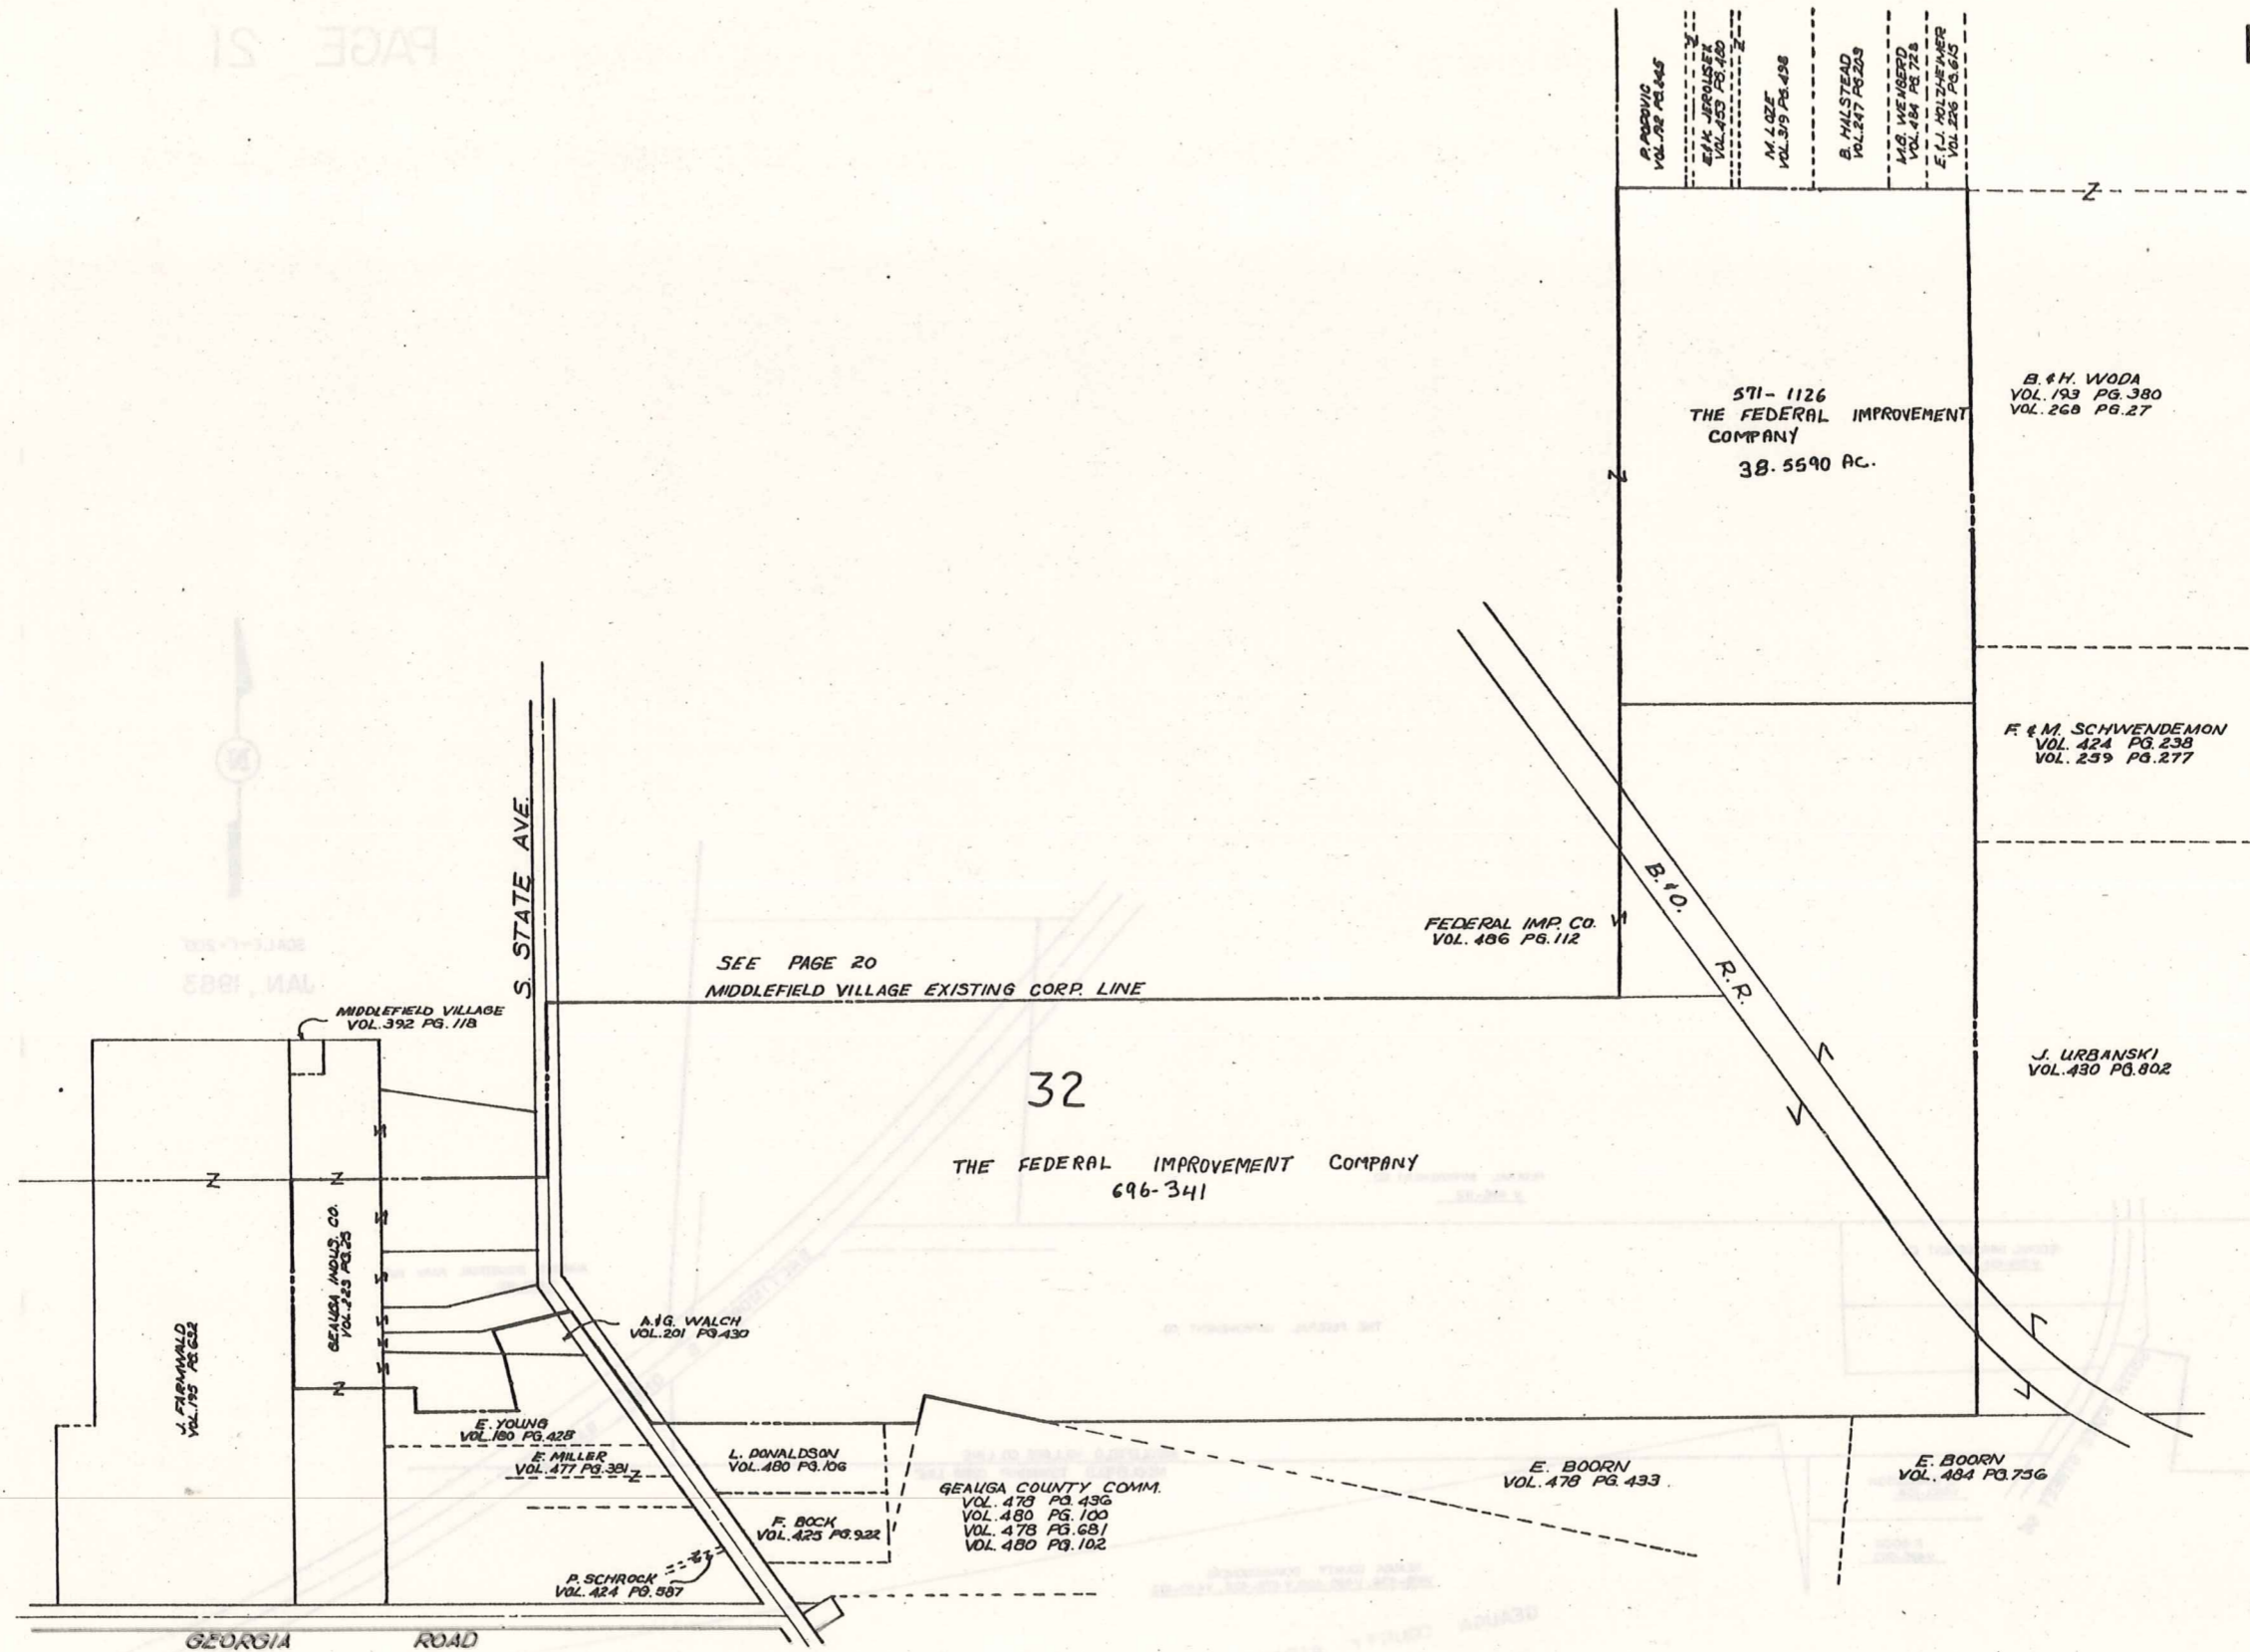 P. POPOVIC
VOL. 192 PG. 645
E. & K. JEROUSEK
VOL. 453 PG. 480
M. LOZE
VOL. 319 PG. 498
B. HALSTEAD
VOL. 247 PG. 203
VOL. 484 PG. 728
E. & J. HOLZHEIMER
VOL. 226 PG. 615
571-1126
THE FEDERAL IMPROVEMENT
COMPANY
38.5590 AC.
B. & H. WODA
VOL. 193 PG. 380
VOL. 268 PG. 27
F. & M. SCHWENDEMON
VOL. 424 PG. 238
VOL. 259 PG. 277
S. STATE AVE.
B. & O.
R. R.
FEDERAL IMP. CO.
VOL. 486 PG. 112
SEE PAGE 20
MIDDLEFIELD VILLAGE EXISTING CORP. LINE
MIDDLEFIELD VILLAGE
VOL. 392 PG. 118
J. URBANSKI
VOL. 430 PG. 802
32
THE FEDERAL IMPROVEMENT COMPANY
696-341
GEAUGA INDUS. CO.
VOL. 223 PG. 25
J. FARMWALD
VOL. 195 PG. 692
A. & G. WALCH
VOL. 201 PG. 430
E. YOUNG
VOL. 180 PG. 428
E. MILLER
VOL. 477 PG. 381
L. DONALDSON
VOL. 480 PG. 106
F. BOCK
VOL. 425 PG. 922
GEAUGA COUNTY COMM.
VOL. 478 PG. 436
VOL. 480 PG. 100
VOL. 478 PG. 681
VOL. 480 PG. 102
E. BOORN
VOL. 478 PG. 433
E. BOORN
VOL. 484 PG. 756
P. SCHROCK
VOL. 424 PG. 587
GEORGIA ROAD
PAGE 21
JAN, 1983